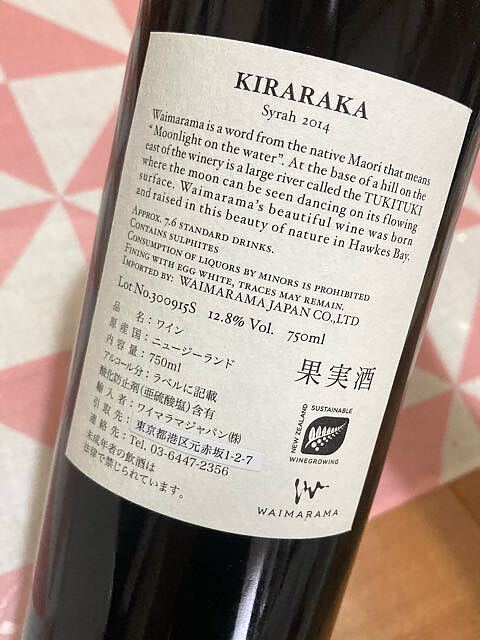 KIRARAKA
Syrah 2014
Waimarama is a word from the native Maori that means
"Moonlight on the water". At the base of a hill on the
east of the winery is a large river called the TUKITUKI
where the moon can be seen dancing on its flowing
surface. Waimarama's beautiful wine was born
and raised in this beauty of nature in Hawkes Bay.
APPROX. 7.6 STANDARD DRINKS.
CONTAINS SULPHITES
CONSUMPTION OF LIQUORS BY MINORS IS PROHIBITED
FINING WITH EGG WHITE, TRACES MAY REMAIN.
IMPORTED BY: WAIMARAMA JAPAN CO.,LTD
Lot No.300915S 12.8% Vol. 750ml
品 名：ワイン
原産国：ニュージーランド
内容量：750ml
アルコール分：ラベルに記載
酸化防止剤(亜硫酸塩)含有
輸入者：ワイマラマジャパン㈱
引取先：東京都港区元赤坂1-2-7
連絡先：Tel. 03-6447-2356
未成年者の飲酒は
法律で禁じられています。
果実酒
NEW ZEALAND
SUSTAINABLE
WINEGROWING
WAIMARAMA